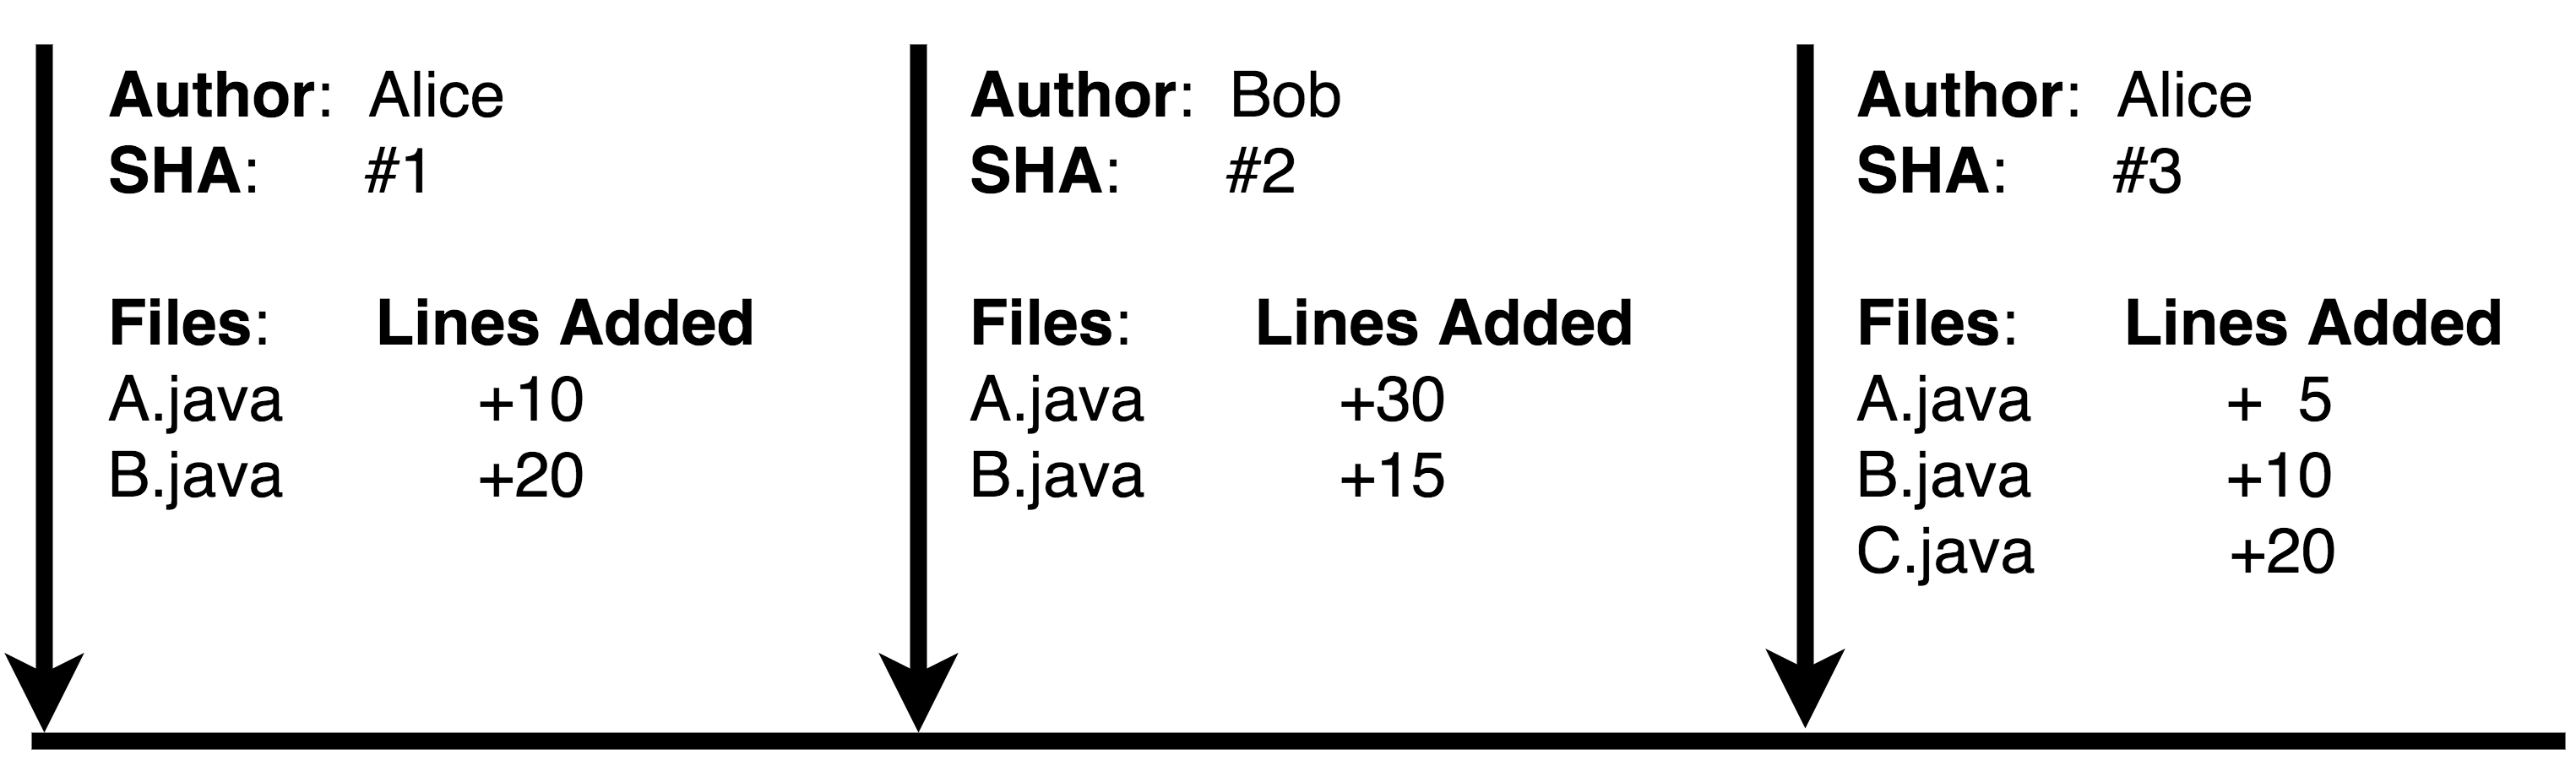 Author: Alice
SHA: #1
Files: Lines Added
A.java +10
B.java +20
Author: Bob
SHA: #2
Files: Lines Added
A.java +30
B.java +15
Author: Alice
SHA: #3
Files: Lines Added
A.java + 5
B.java +10
C.java +20